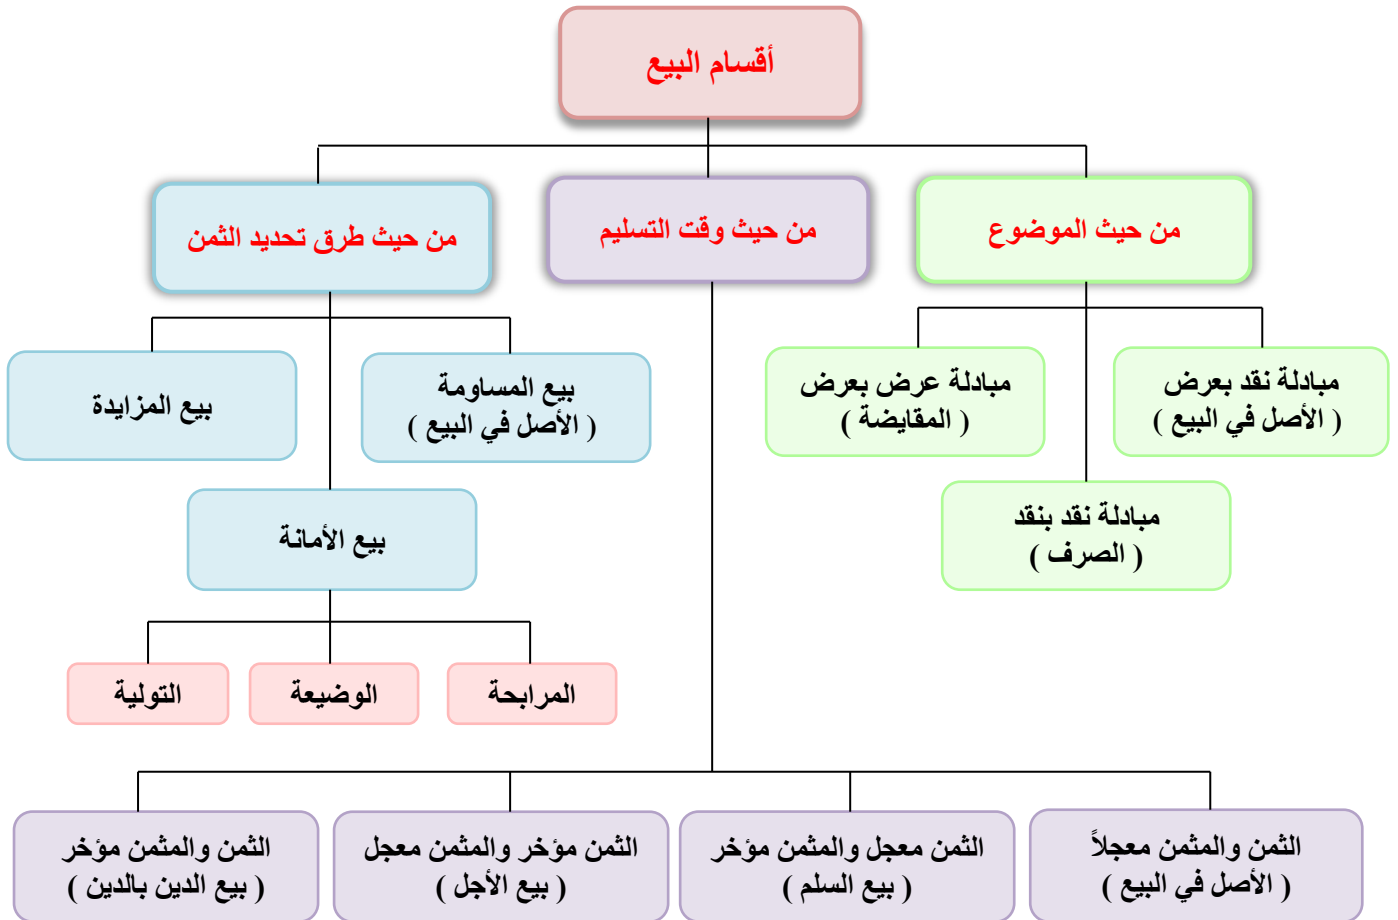 أقسام البيع
من حيث الموضوع
من حيث وقت التسليم
من حيث طرق تحديد الثمن
مبادلة نقد بعرض
( الأصل في البيع )
مبادلة عرض بعرض
( المقايضة )
بيع المساومة
( الأصل في البيع )
بيع المزايدة
مبادلة نقد بنقد
( الصرف )
بيع الأمانة
المرابحة
الوضيعة
التولية
الثمن والمثمن معجلاً
( الأصل في البيع )
الثمن معجل والمثمن مؤخر
( بيع السلم )
الثمن مؤخر والمثمن معجل
( بيع الأجل )
الثمن والمثمن مؤخر
( بيع الدين بالدين )